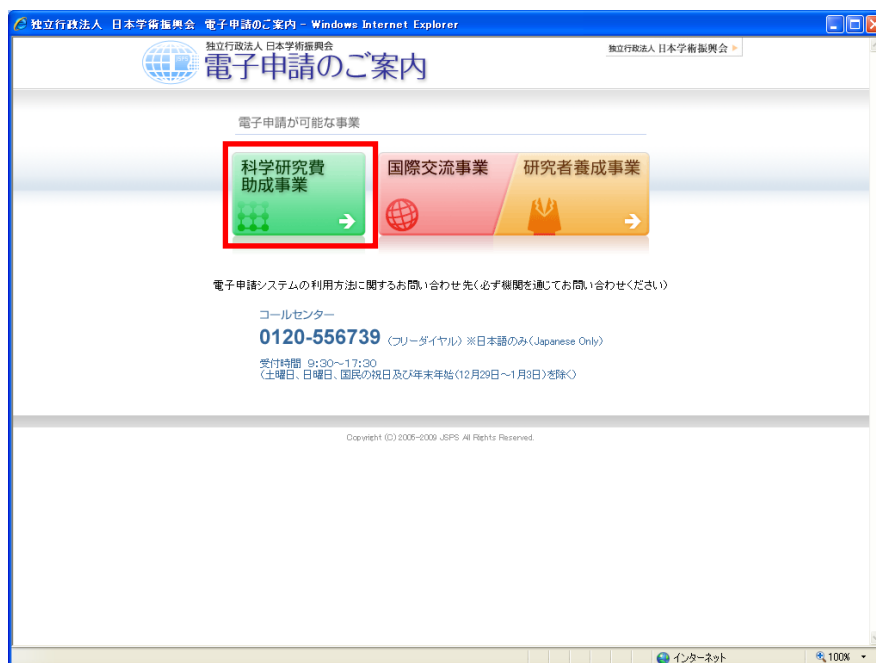 独立行政法人 日本学術振興会 電子申請のご案内 - Windows Internet Explorer
独立行政法人 日本学術振興会
電子申請のご案内
独立行政法人 日本学術振興会
電子申請が可能な事業
科学研究費
助成事業
国際交流事業
研究者養成事業
電子申請システムの利用方法に関するお問い合わせ先(必ず機関を通じてお問い合わせください)
コールセンター
0120-556739 (フリーダイヤル) ※日本語のみ(Japanese Only)
受付時間 9:30～17:30
(土曜日、日曜日、国民の祝日及び年末年始(12月29日～1月3日)を除く)
Copyright (C) 2005-2009 JSPS All Rights Reserved.
インターネット
100%